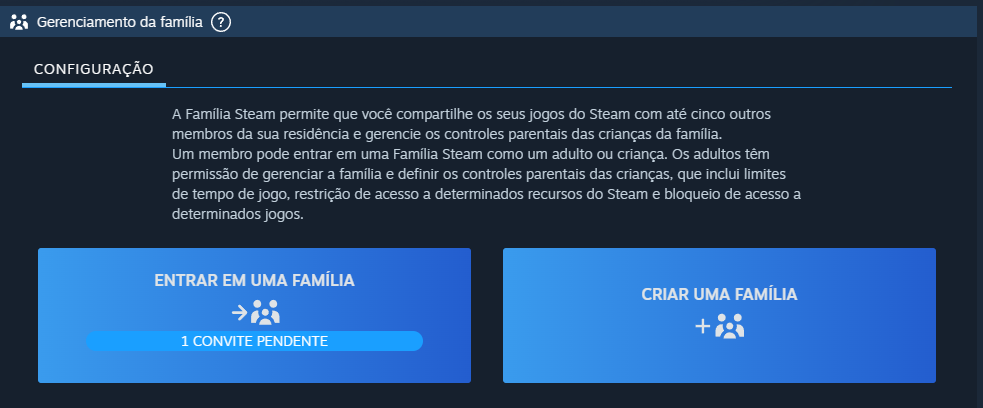 Gerenciamento da família ?
CONFIGURAÇÃO
A Família Steam permite que você compartilhe os seus jogos do Steam com até cinco outros
membros da sua residência e gerencie os controles parentais das crianças da família.
Um membro pode entrar em uma Família Steam como um adulto ou criança. Os adultos têm
permissão de gerenciar a família e definir os controles parentais das crianças, que inclui limites
de tempo de jogo, restrição de acesso a determinados recursos do Steam e bloqueio de acesso a
determinados jogos.
ENTRAR EM UMA FAMÍLIA
1 CONVITE PENDENTE
CRIAR UMA FAMÍLIA